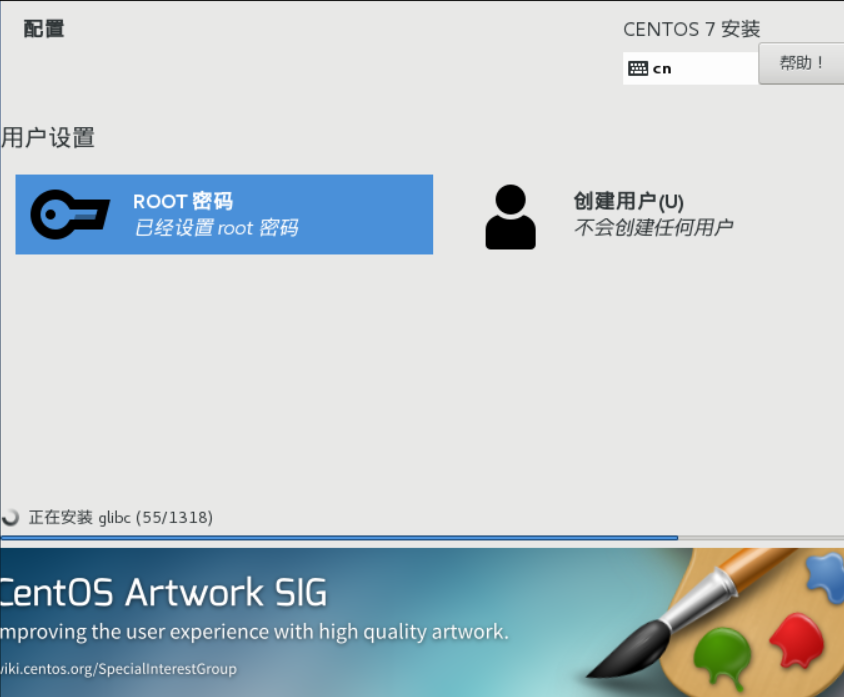 配置
CENTOS 7 安装
cn
帮助！
用户设置
ROOT 密码
已经设置 root 密码
创建用户(U)
不会创建任何用户
正在安装 glibc (55/1318)
CentOS Artwork SIG
mproving the user experience with high quality artwork.
wiki.centos.org/SpecialInterestGroup